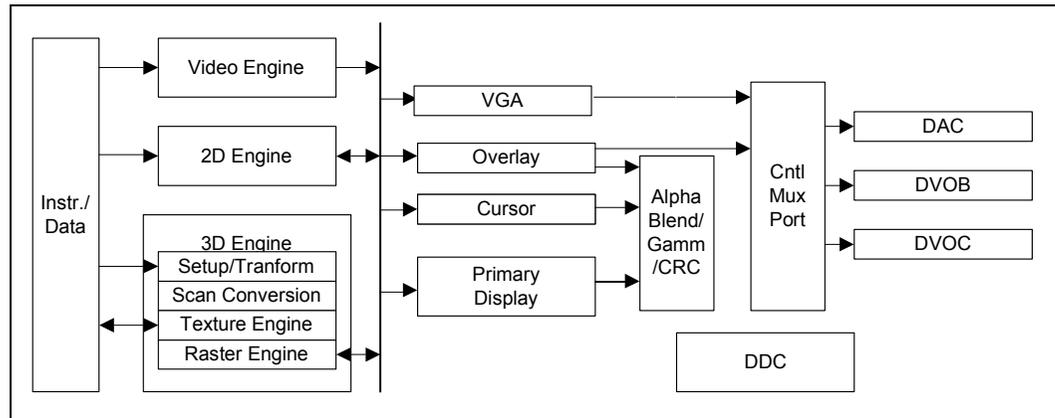 Instr./
Data
Video Engine
2D Engine
3D Engine
Setup/Tranform
Scan Conversion
Texture Engine
Raster Engine
VGA
Overlay
Cursor
Primary
Display
Alpha
Blend/
Gamm
/CRC
Cntl
Mux
Port
DAC
DVOB
DVOC
DDC